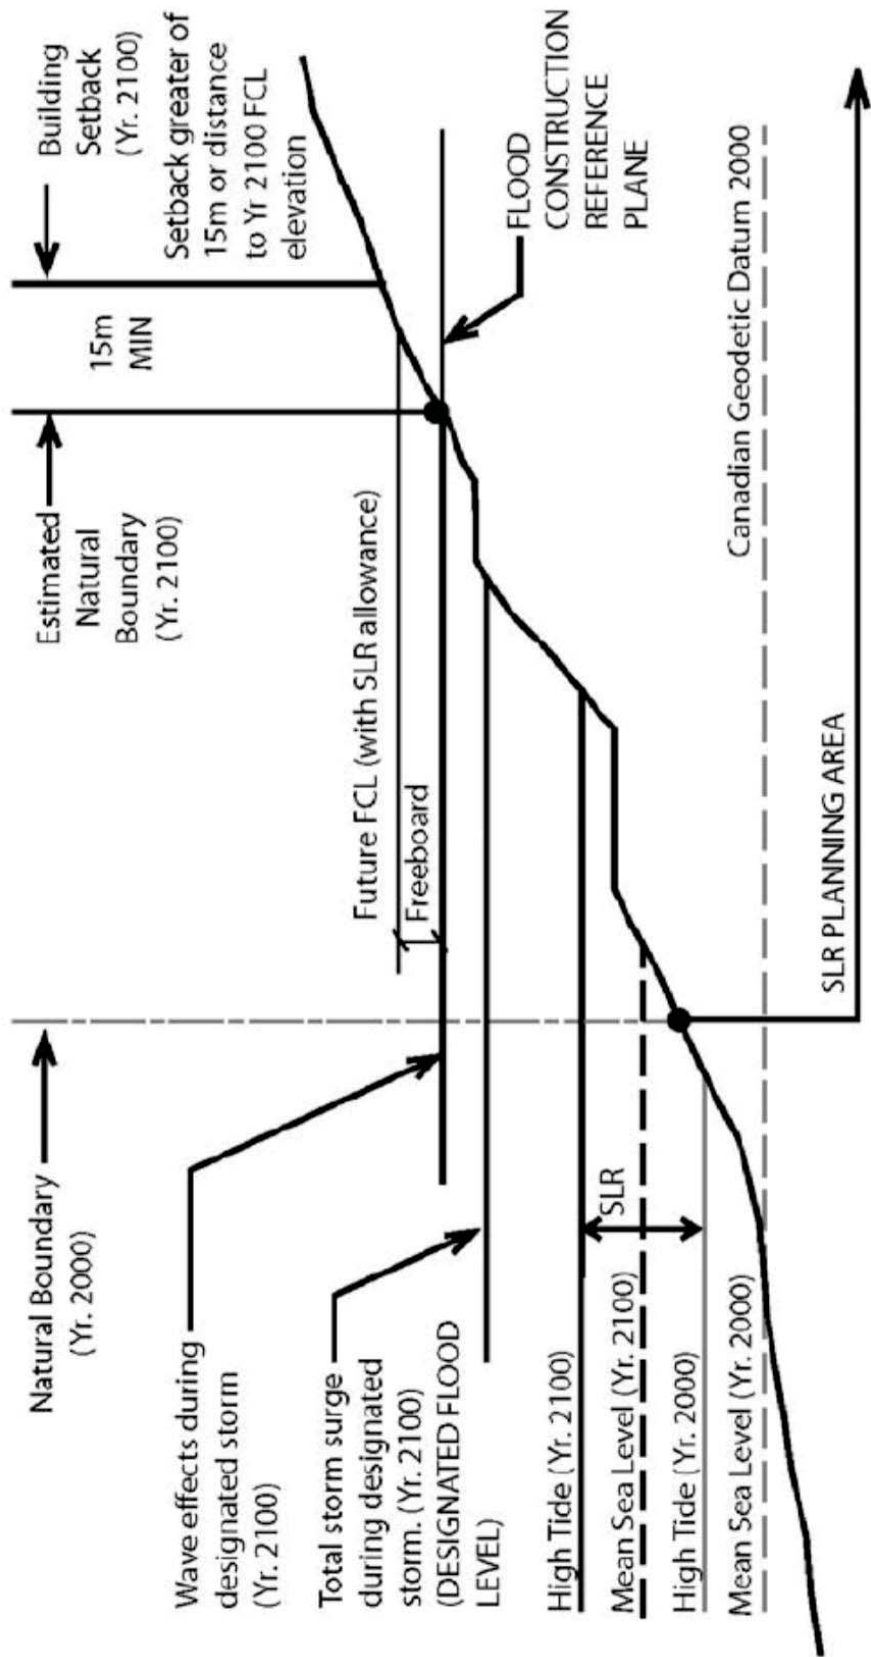 Natural Boundary
(Yr. 2000)
Estimated
Natural
Boundary
(Yr. 2100)
15m
MIN
Building
Setback
(Yr. 2100)
Setback greater of
15m or distance
to Yr 2100 FCL
elevation
Wave effects during
designated storm
(Yr. 2100)
Total storm surge
during designated
storm. (Yr. 2100)
(DESIGNATED FLOOD
LEVEL)
Future FCL (with SLR allowance)
Freeboard
FLOOD
CONSTRUCTION
REFERENCE
PLANE
High Tide (Yr. 2100)
SLR
Mean Sea Level (Yr. 2100)
High Tide (Yr. 2000)
Mean Sea Level (Yr. 2000)
Canadian Geodetic Datum 2000
SLR PLANNING AREA